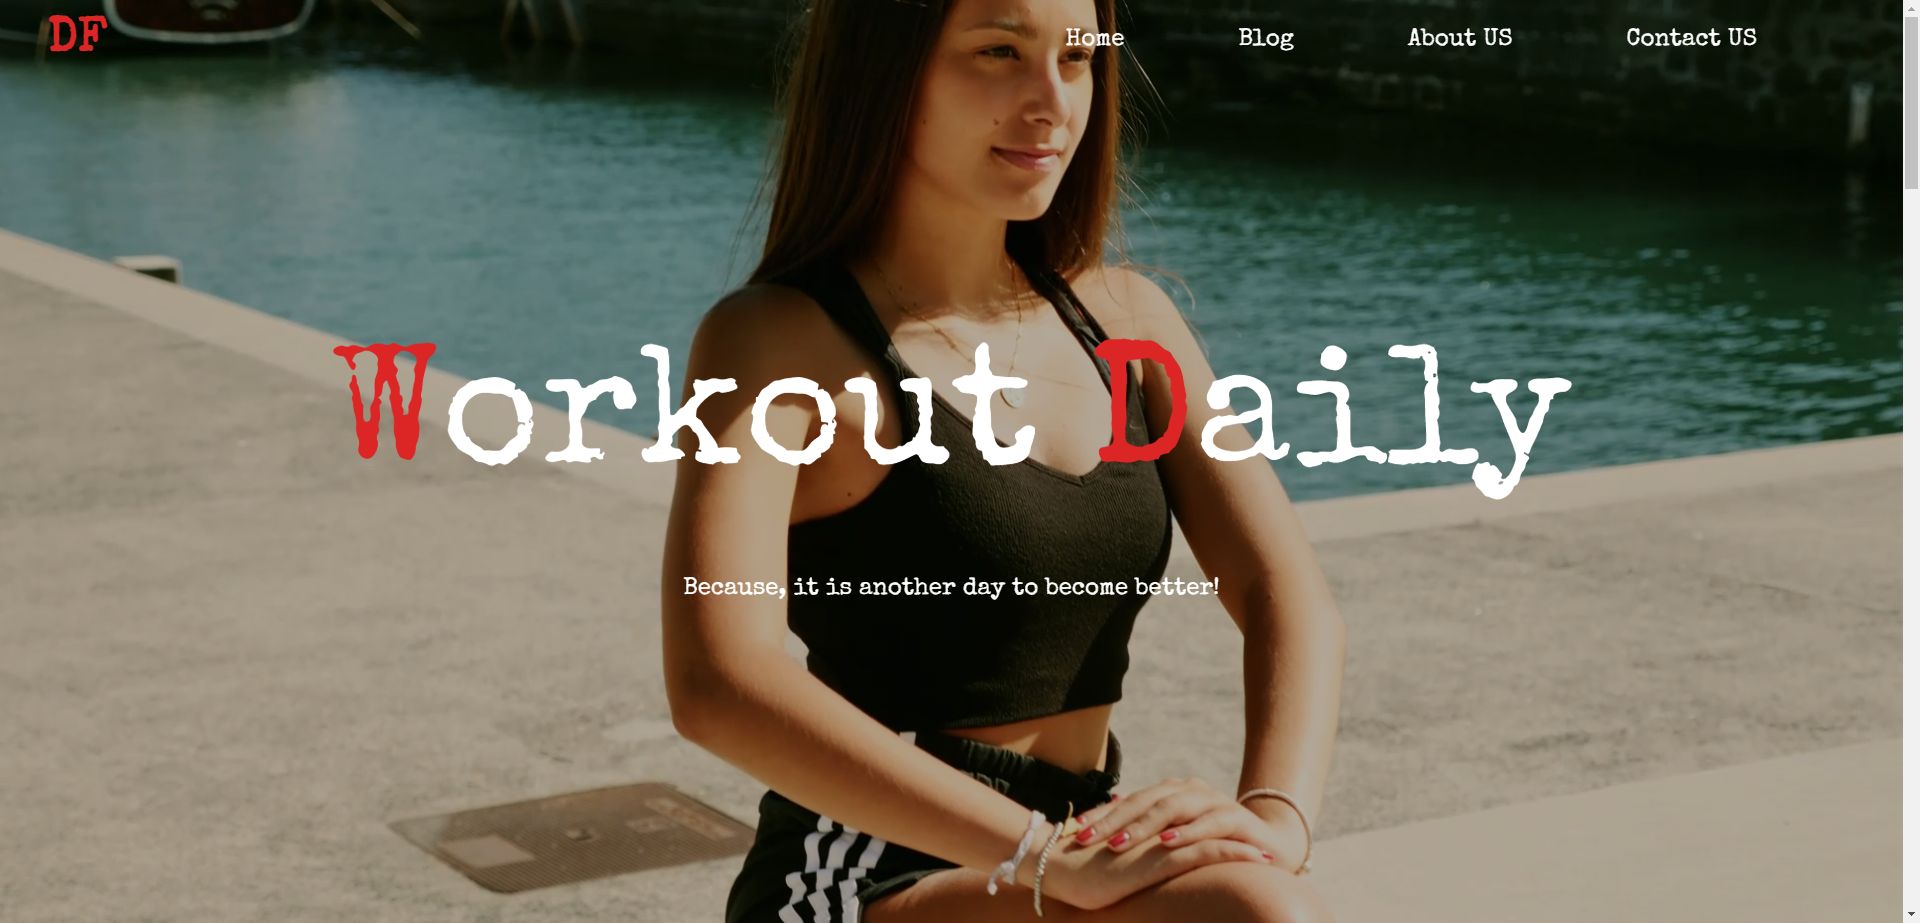 DF
Home Blog About US Contact US
Workout Daily
Because, it is another day to become better!